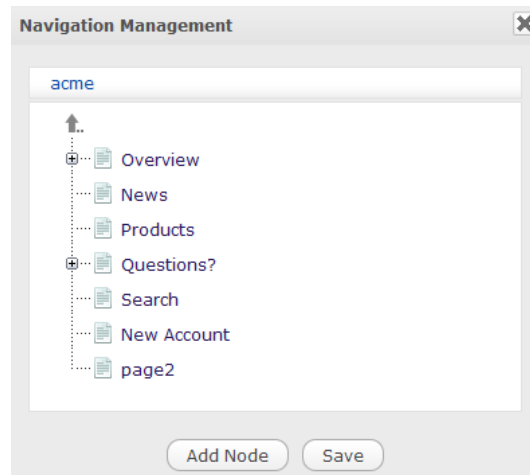 Navigation Management
acme
..
Overview
News
Products
Questions?
Search
New Account
page2
Add Node Save